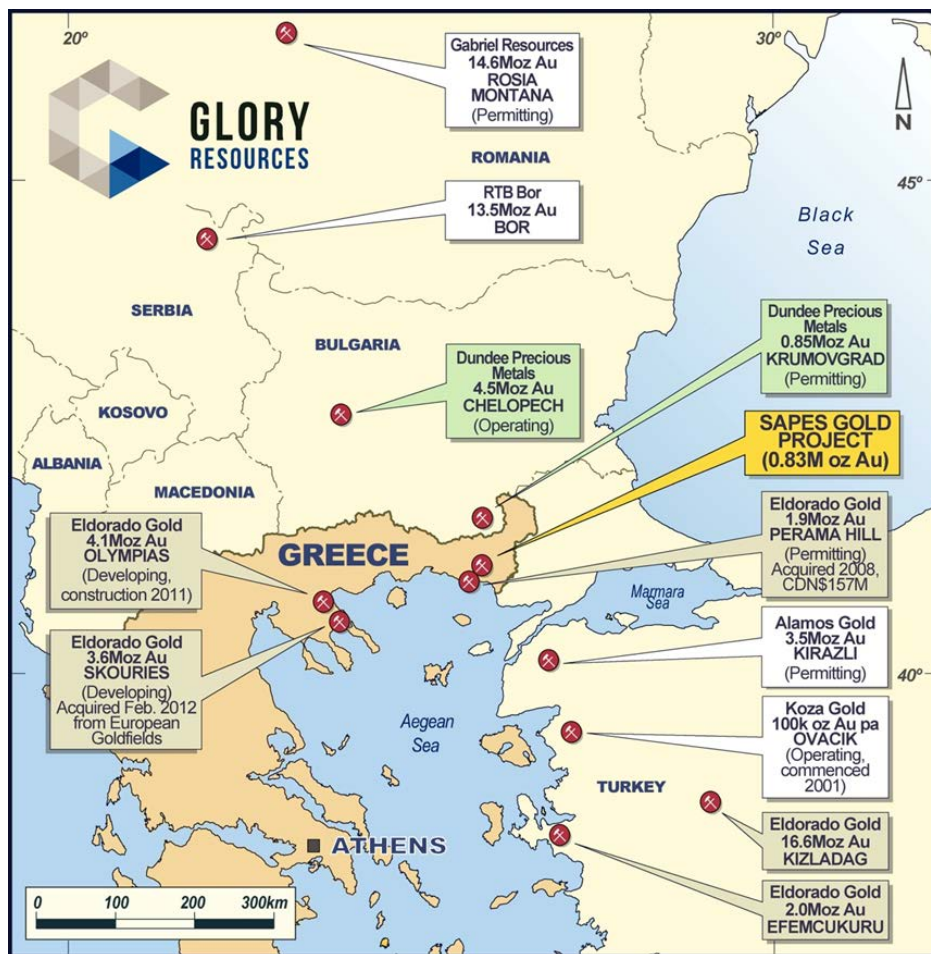 20°
30°
GLORY
RESOURCES
Gabriel Resources
14.6Moz Au
ROSIA
MONTANA
(Permitting)
N
ROMANIA
45°
RTB Bor
13.5Moz Au
BOR
Black
Sea
SERBIA
BULGARIA
Dundee Precious
Metals
0.85Moz Au
KRUMOVGRAD
(Permitting)
Dundee Precious
Metals
4.5Moz Au
CHELOPECH
(Operating)
KOSOVO
SAPES GOLD
PROJECT
(0.83M oz Au)
ALBANIA
MACEDONIA
Eldorado Gold
4.1Moz Au
OLYMPIAS
(Developing,
construction 2011)
GREECE
Eldorado Gold
1.9Moz Au
PERAMA HILL
(Permitting)
Acquired 2008,
CDN$157M
Marmara
Sea
Eldorado Gold
3.6Moz Au
SKOURIES
(Developing)
Acquired Feb. 2012
from European
Goldfields
Alamos Gold
3.5Moz Au
KIRAZLI
(Permitting)
40°
Aegean
Sea
Koza Gold
100k oz Au pa
OVACIK
(Operating,
commenced
2001)
TURKEY
Eldorado Gold
16.6Moz Au
KIZLADAG
ATHENS
Eldorado Gold
2.0Moz Au
EFEMCUKURU
0 100 200 300km